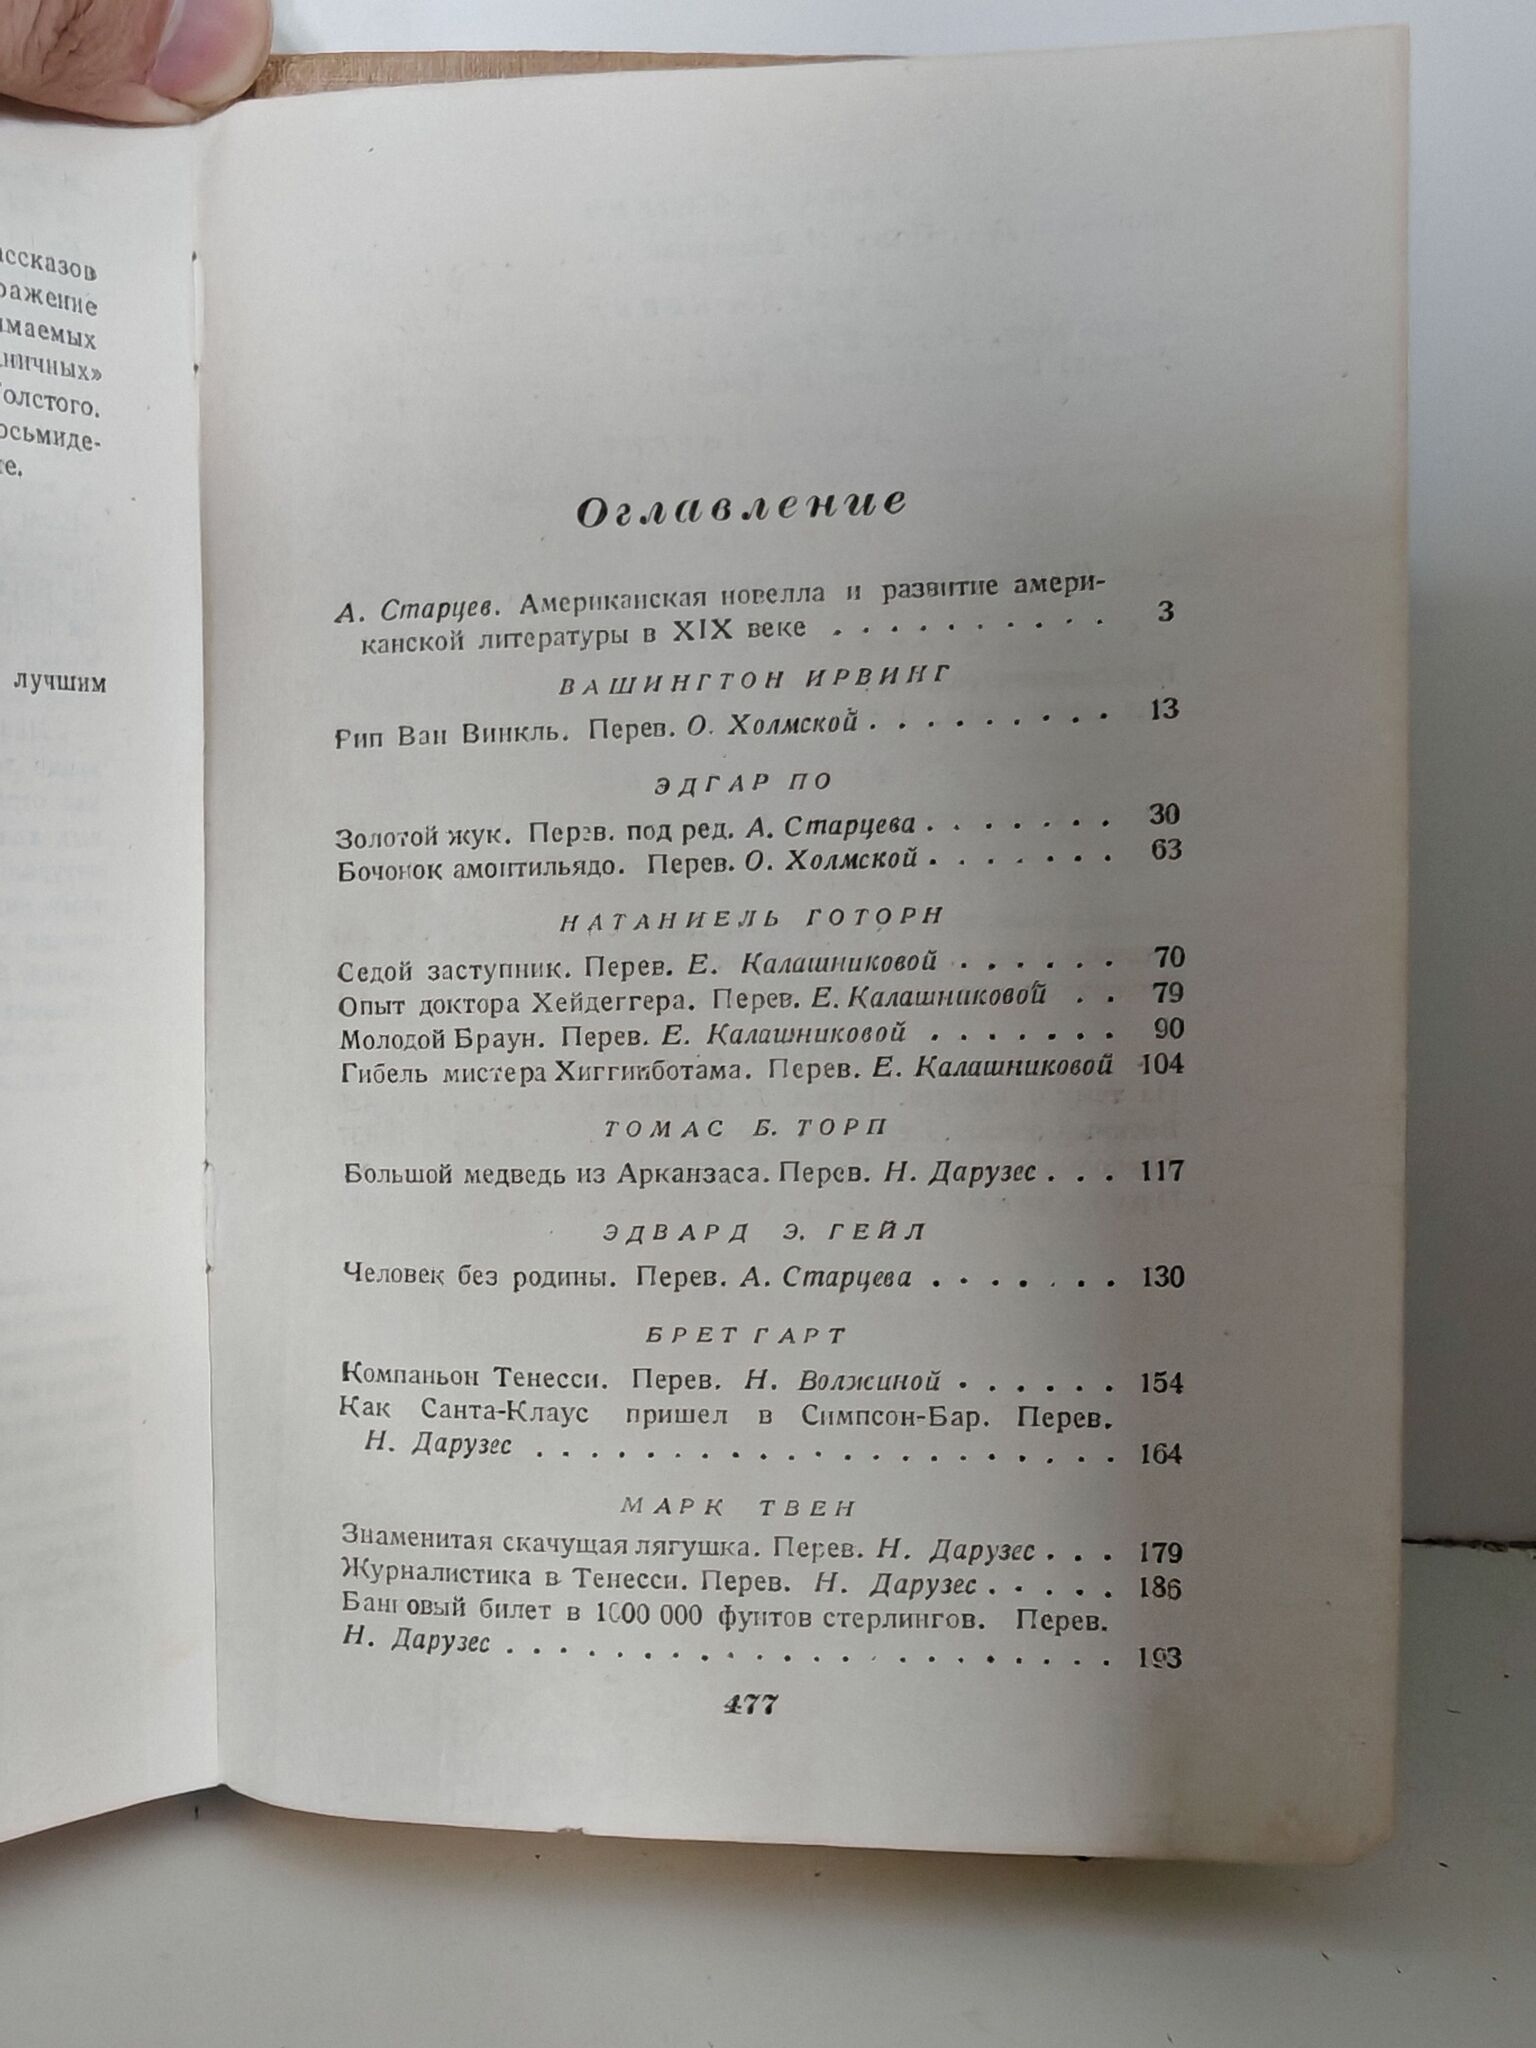 ассказов
ражение
имаемых
аничных»
Толстого.
осьмиде-
те.
лучшим
Оглавление
А. Старцев. Американская новелла и развитие амери-
канской литературы в XIX веке . . . . . . . . . . 3
ВАШИНГТОН ИРВИНГ
Рип Ван Винкль. Перев. О. Холмской . . . . . . . . . 13
ЭДГАР ПО
Золотой жук. Перев. под ред. А. Старцева . . . . . . . 30
Бочонок амонтильядо. Перев. О. Холмской . . . . . . . 63
НАТАНИЕЛЬ ГОТОРН
Седой заступник. Перев. Е. Калашниковой . . . . . . 70
Опыт доктора Хейдеггера. Перев. Е. Калашниковой . . 79
Молодой Браун. Перев. Е. Калашниковой . . . . . . . 90
Гибель мистера Хиггинботама. Перев. Е. Калашниковой 104
ТОМАС Б. ТОРП
Большой медведь из Арканзаса. Перев. Н. Дарузес . . . 117
ЭДВАРД Э. ГЕЙЛ
Человек без родины. Перев. А. Старцева . . . . . . . 130
БРЕТ ГАРТ
Компаньон Тенесси. Перев. Н. Волжиной . . . . . . 154
Как Санта-Клаус пришел в Симпсон-Бар. Перев.
Н. Дарузес . . . . . . . . . . . . . . . . . . . . . 164
МАРК ТВЕН
Знаменитая скачущая лягушка. Перев. Н. Дарузес . . . 179
Журналистика в Тенесси. Перев. Н. Дарузес . . . . . 186
Банковый билет в 1000 000 фунтов стерлингов. Перев.
Н. Дарузес . . . . . . . . . . . . . . . . . . . . . . 193
477